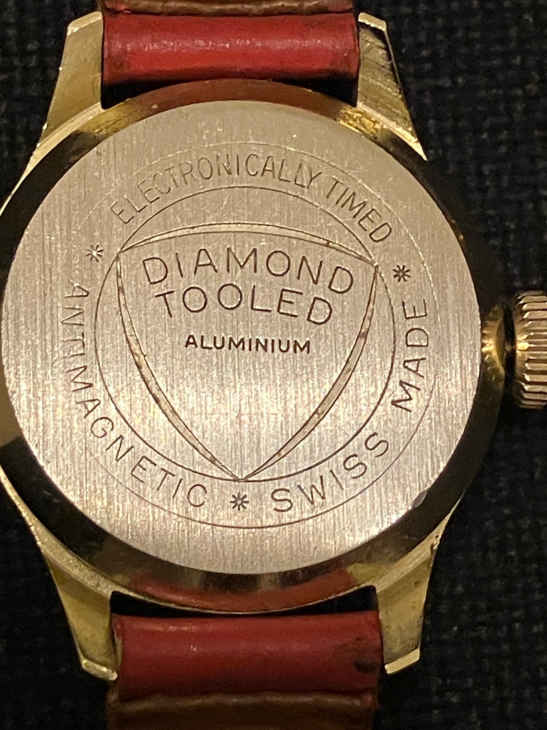 ELECTRONICALLY TIMED
DIAMOND
TOOLED
ALUMINIUM
ANTIMAGNETIC * SWISS MADE *